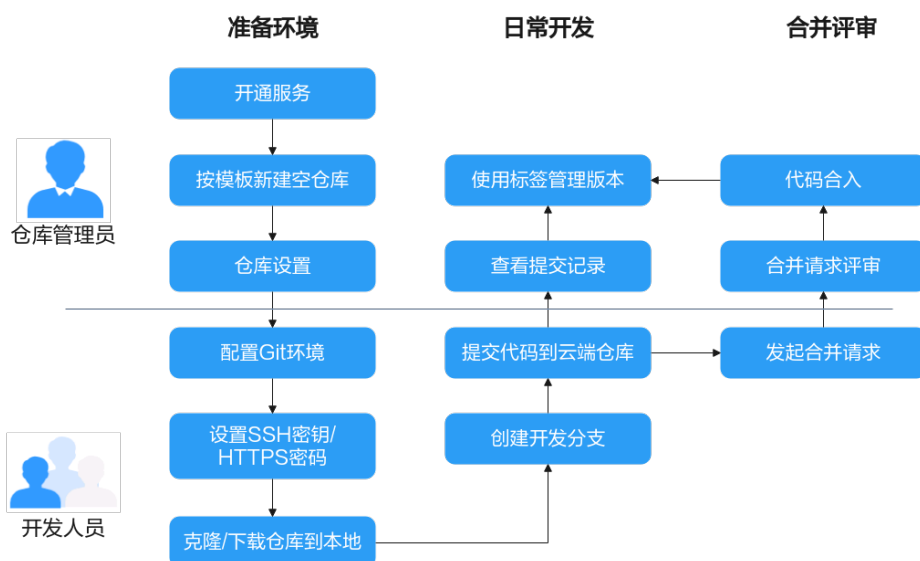 准备环境
日常开发
合并评审
开通服务
按模板新建空仓库
使用标签管理版本
代码合入
仓库管理员
仓库设置
查看提交记录
合并请求评审
配置Git环境
提交代码到云端仓库
发起合并请求
设置SSH密钥/
HTTPS密码
创建开发分支
开发人员
克隆/下载仓库到本地